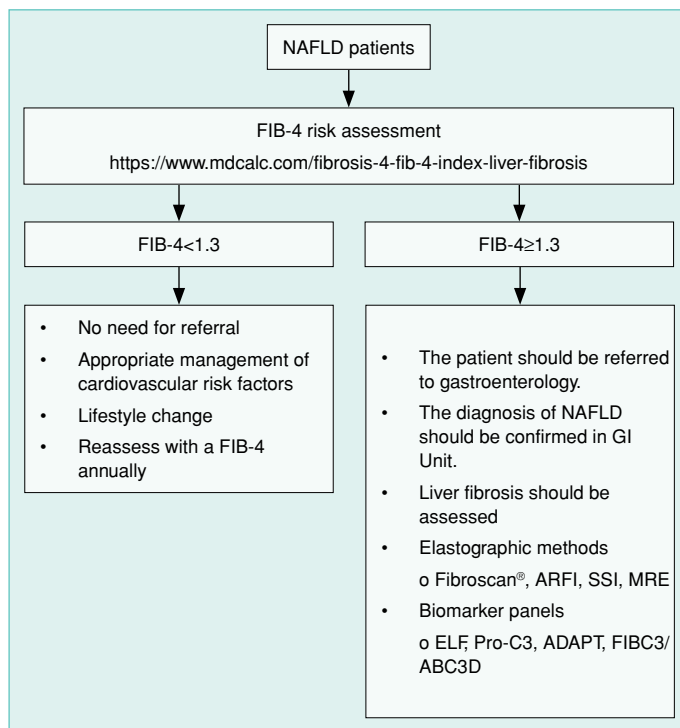 NAFLD patients
FIB-4 risk assessment
https://www.mdcalc.com/fibrosis-4-fib-4-index-liver-fibrosis
FIB-4<1.3
FIB-4≥1.3
• No need for referral
• Appropriate management of
cardiovascular risk factors
• Lifestyle change
• Reassess with a FIB-4
annually
• The patient should be referred
to gastroenterology.
• The diagnosis of NAFLD
should be confirmed in GI
Unit.
• Liver fibrosis should be
assessed
• Elastographic methods
o Fibroscan®, ARFI, SSI, MRE
• Biomarker panels
o ELF, Pro-C3, ADAPT, FIBC3/
ABC3D